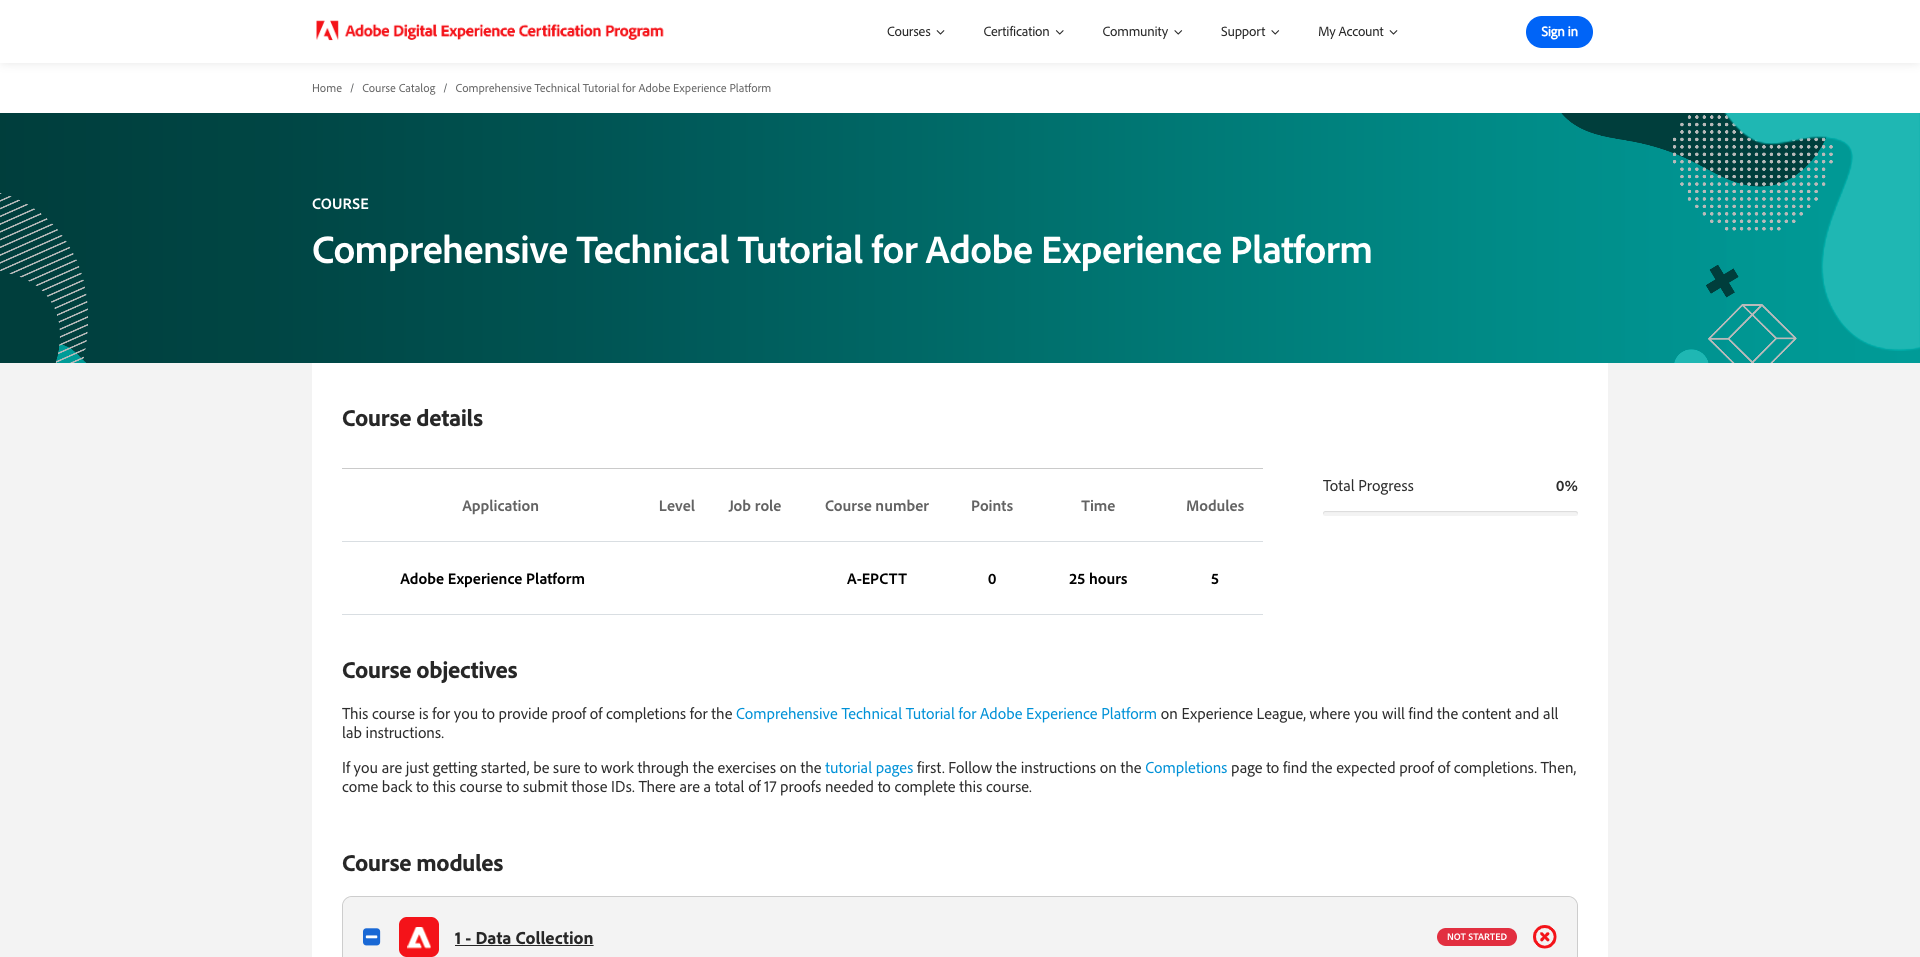 Adobe Digital Experience Certification Program
Courses
Certification
Community
Support
My Account
Sign in
Home / Course Catalog / Comprehensive Technical Tutorial for Adobe Experience Platform
COURSE
Comprehensive Technical Tutorial for Adobe Experience Platform
Course details
Application Level Job role Course number Points Time Modules
Adobe Experience Platform A-EPCTT 0 25 hours 5
Total Progress 0%
Course objectives
This course is for you to provide proof of completions for the Comprehensive Technical Tutorial for Adobe Experience Platform on Experience League, where you will find the content and all
lab instructions.
If you are just getting started, be sure to work through the exercises on the tutorial pages first. Follow the instructions on the Completions page to find the expected proof of completions. Then,
come back to this course to submit those IDs. There are a total of 17 proofs needed to complete this course.
Course modules
1 - Data Collection
NOT STARTED